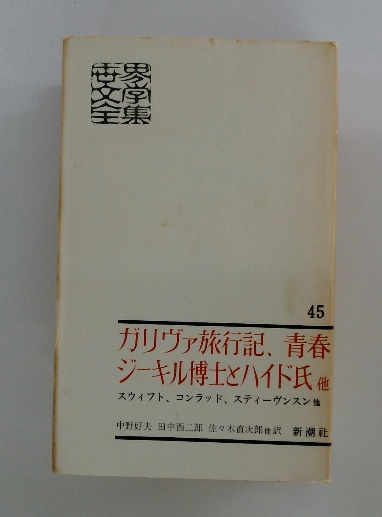 世界文学全集
45
ガリヴァ旅行記、青春
ジーキル博士とハイド氏 他
スウィフト、コンラッド、スティーヴンスン他
中野好夫 田中西二郎 佐々木直次郎他訳 新潮社